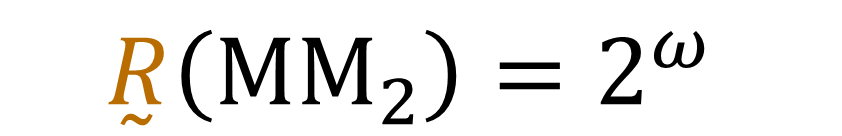 R̰(MM₂) = 2^ω